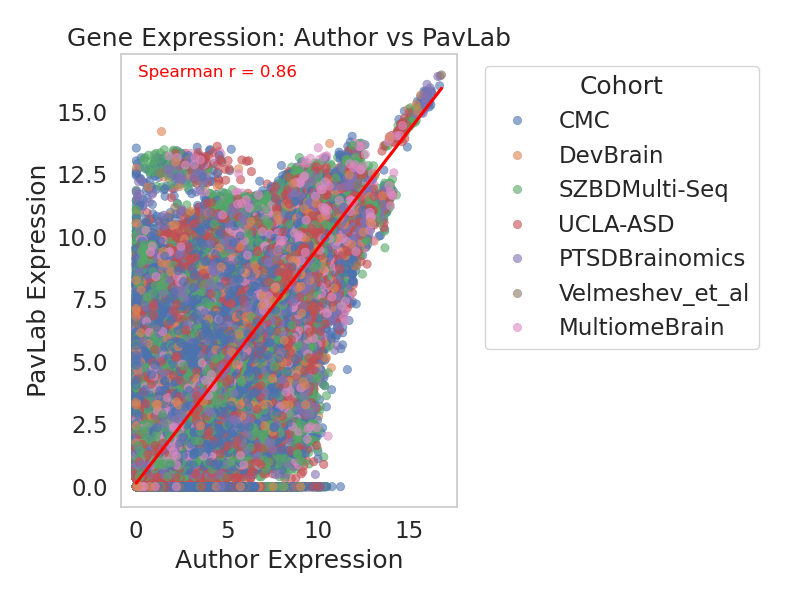 Gene Expression: Author vs PavLab
Spearman r = 0.86
15.0
12.5
10.0
7.5
5.0
2.5
0.0
PavLab Expression
0 5 10 15
Author Expression
Cohort
CMC
DevBrain
SZBDMulti-Seq
UCLA-ASD
PTSDBrainomics
Velmeshev_et_al
MultiomeBrain